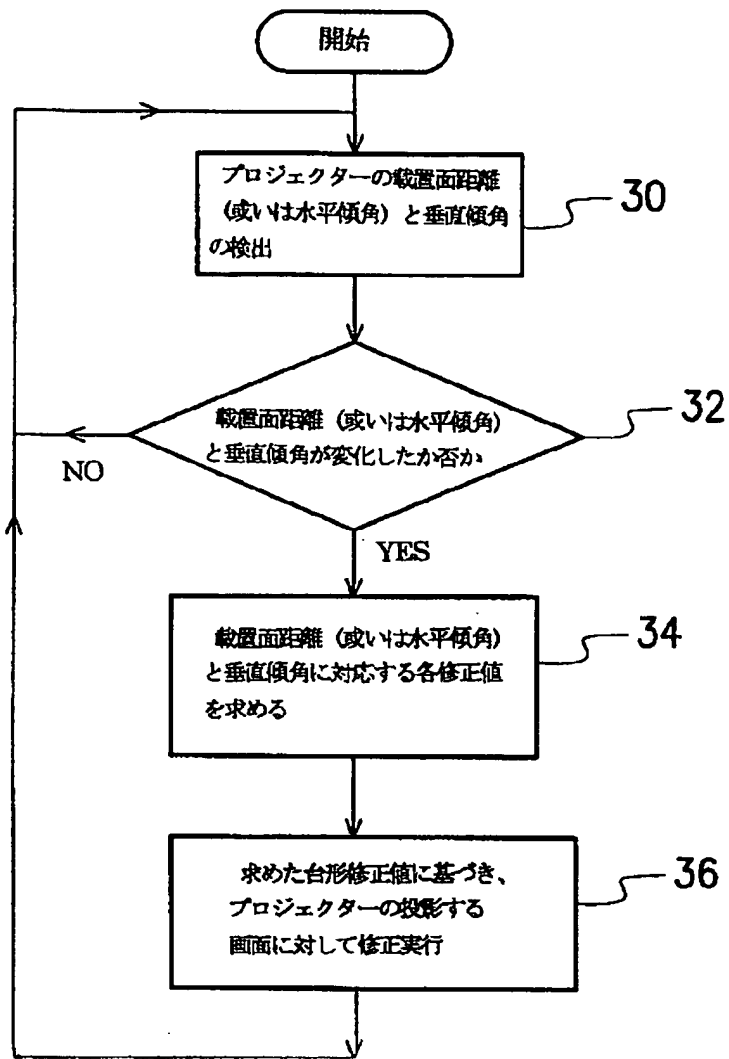 開始
プロジェクターの載置面距離
(或いは水平傾角)と垂直傾角
の検出
30
載置面距離(或いは水平傾角)
と垂直傾角が変化したか否か
32
NO
YES
載置面距離(或いは水平傾角)
と垂直傾角に対応する各修正値
を求める
34
求めた台形修正値に基づき、
プロジェクターの投影する
画面に対して修正実行
36